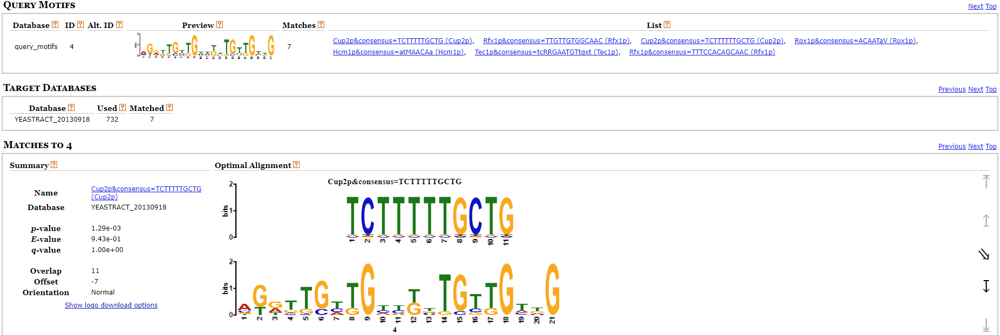 QUERY MOTIFS
Next Top
Database ? ID ? Alt. ID ? Preview ? Matches ? List ?
query_motifs 4 7 Cup2p&consensus=TCTTTTTGCTG (Cup2p), Rfx1p&consensus=TTGTTGTGGCAAC (Rfx1p), Cup2p&consensus=TCTTTTTTGCTG (Cup2p), Rox1p&consensus=ACAATaV (Rox1p),
Hcm1p&consensus=atMAACAa (Hcm1p), Tec1p&consensus=tcRRGAATGTtgxt (Tec1p), Rfx1p&consensus=TTTCCACAGCAAC (Rfx1p)
TARGET DATABASES
Previous Next Top
Database ? Used ? Matched ?
YEASTRACT_20130918 732 7
MATCHES TO 4
Previous Next Top
Summary ?
Name Cup2p&consensus=TCTTTTTGCTG
(Cup2p)
Database YEASTRACT_20130918
p-value 1.29e-03
E-value 9.43e-01
q-value 1.00e+00
Overlap 11
Offset -7
Orientation Normal
Show logo download options
Optimal Alignment ?
Cup2p&consensus=TCTTTTTGCTG
bits
2
1
0
TCTTTTTGCTG
1 2 3 4 5 6 7 8 9 10 11
bits
2
1
0
1 2 3 4 5 6 7 8 9 10 11 12 13 14 15 16 17 18 19 20 21
4